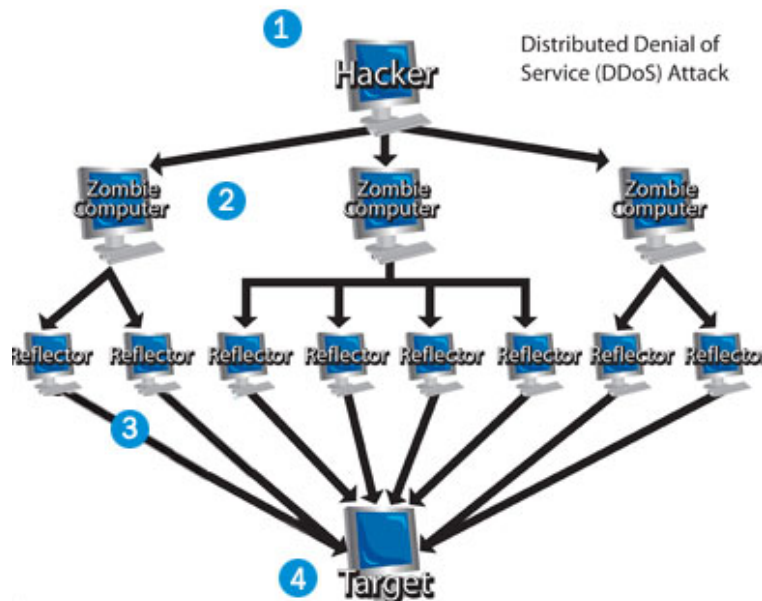 1
Distributed Denial of
Service (DDoS) Attack
Hacker
Zombie
Computer
2
Zombie
Computer
Zombie
Computer
Reflector
Reflector
Reflector
Reflector
Reflector
Reflector
Reflector
Reflector
3
4
Target